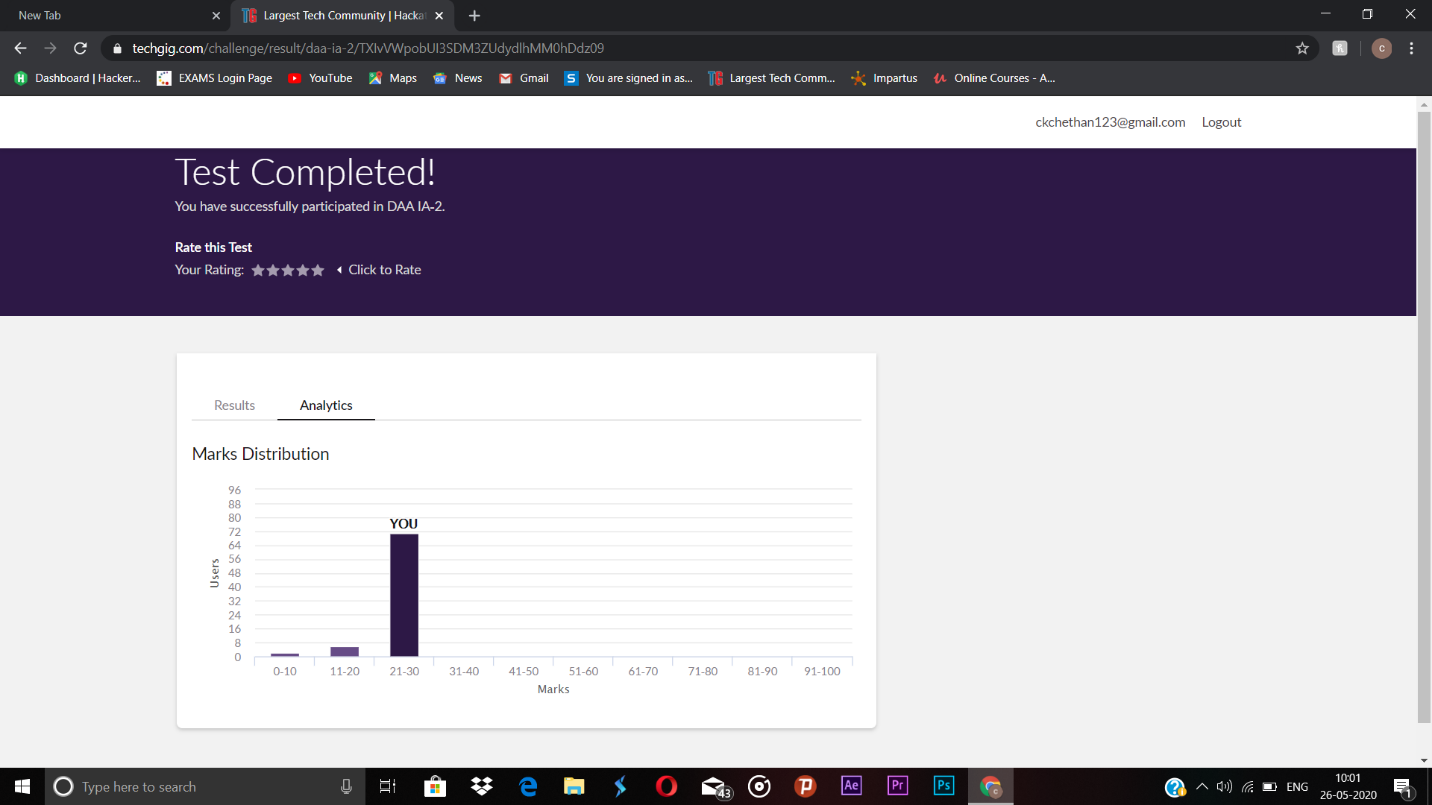 New Tab
Largest Tech Community | Hacka
techgig.com/challenge/result/daa-ia-2/TXIvVWpobUI3SDM3ZUdydlhMM0hDdz09
C
Dashboard | Hacker...
EXAMS Login Page
YouTube
Maps
News
Gmail
S
You are signed in as...
TG
Largest Tech Comm...
Impartus
Online Courses - A...
ckchethan123@gmail.com
Logout
Test Completed!
You have successfully participated in DAA IA-2.
Rate this Test
Your Rating:
Click to Rate
Results
Analytics
Marks Distribution
96
88
80
72
64
56
48
40
32
24
16
8
0
Users
YOU
0-10
11-20
21-30
31-40
41-50
51-60
61-70
71-80
81-90
91-100
Marks
Type here to search
43
Ae
Pr
Ps
ENG
10:01
26-05-2020
1